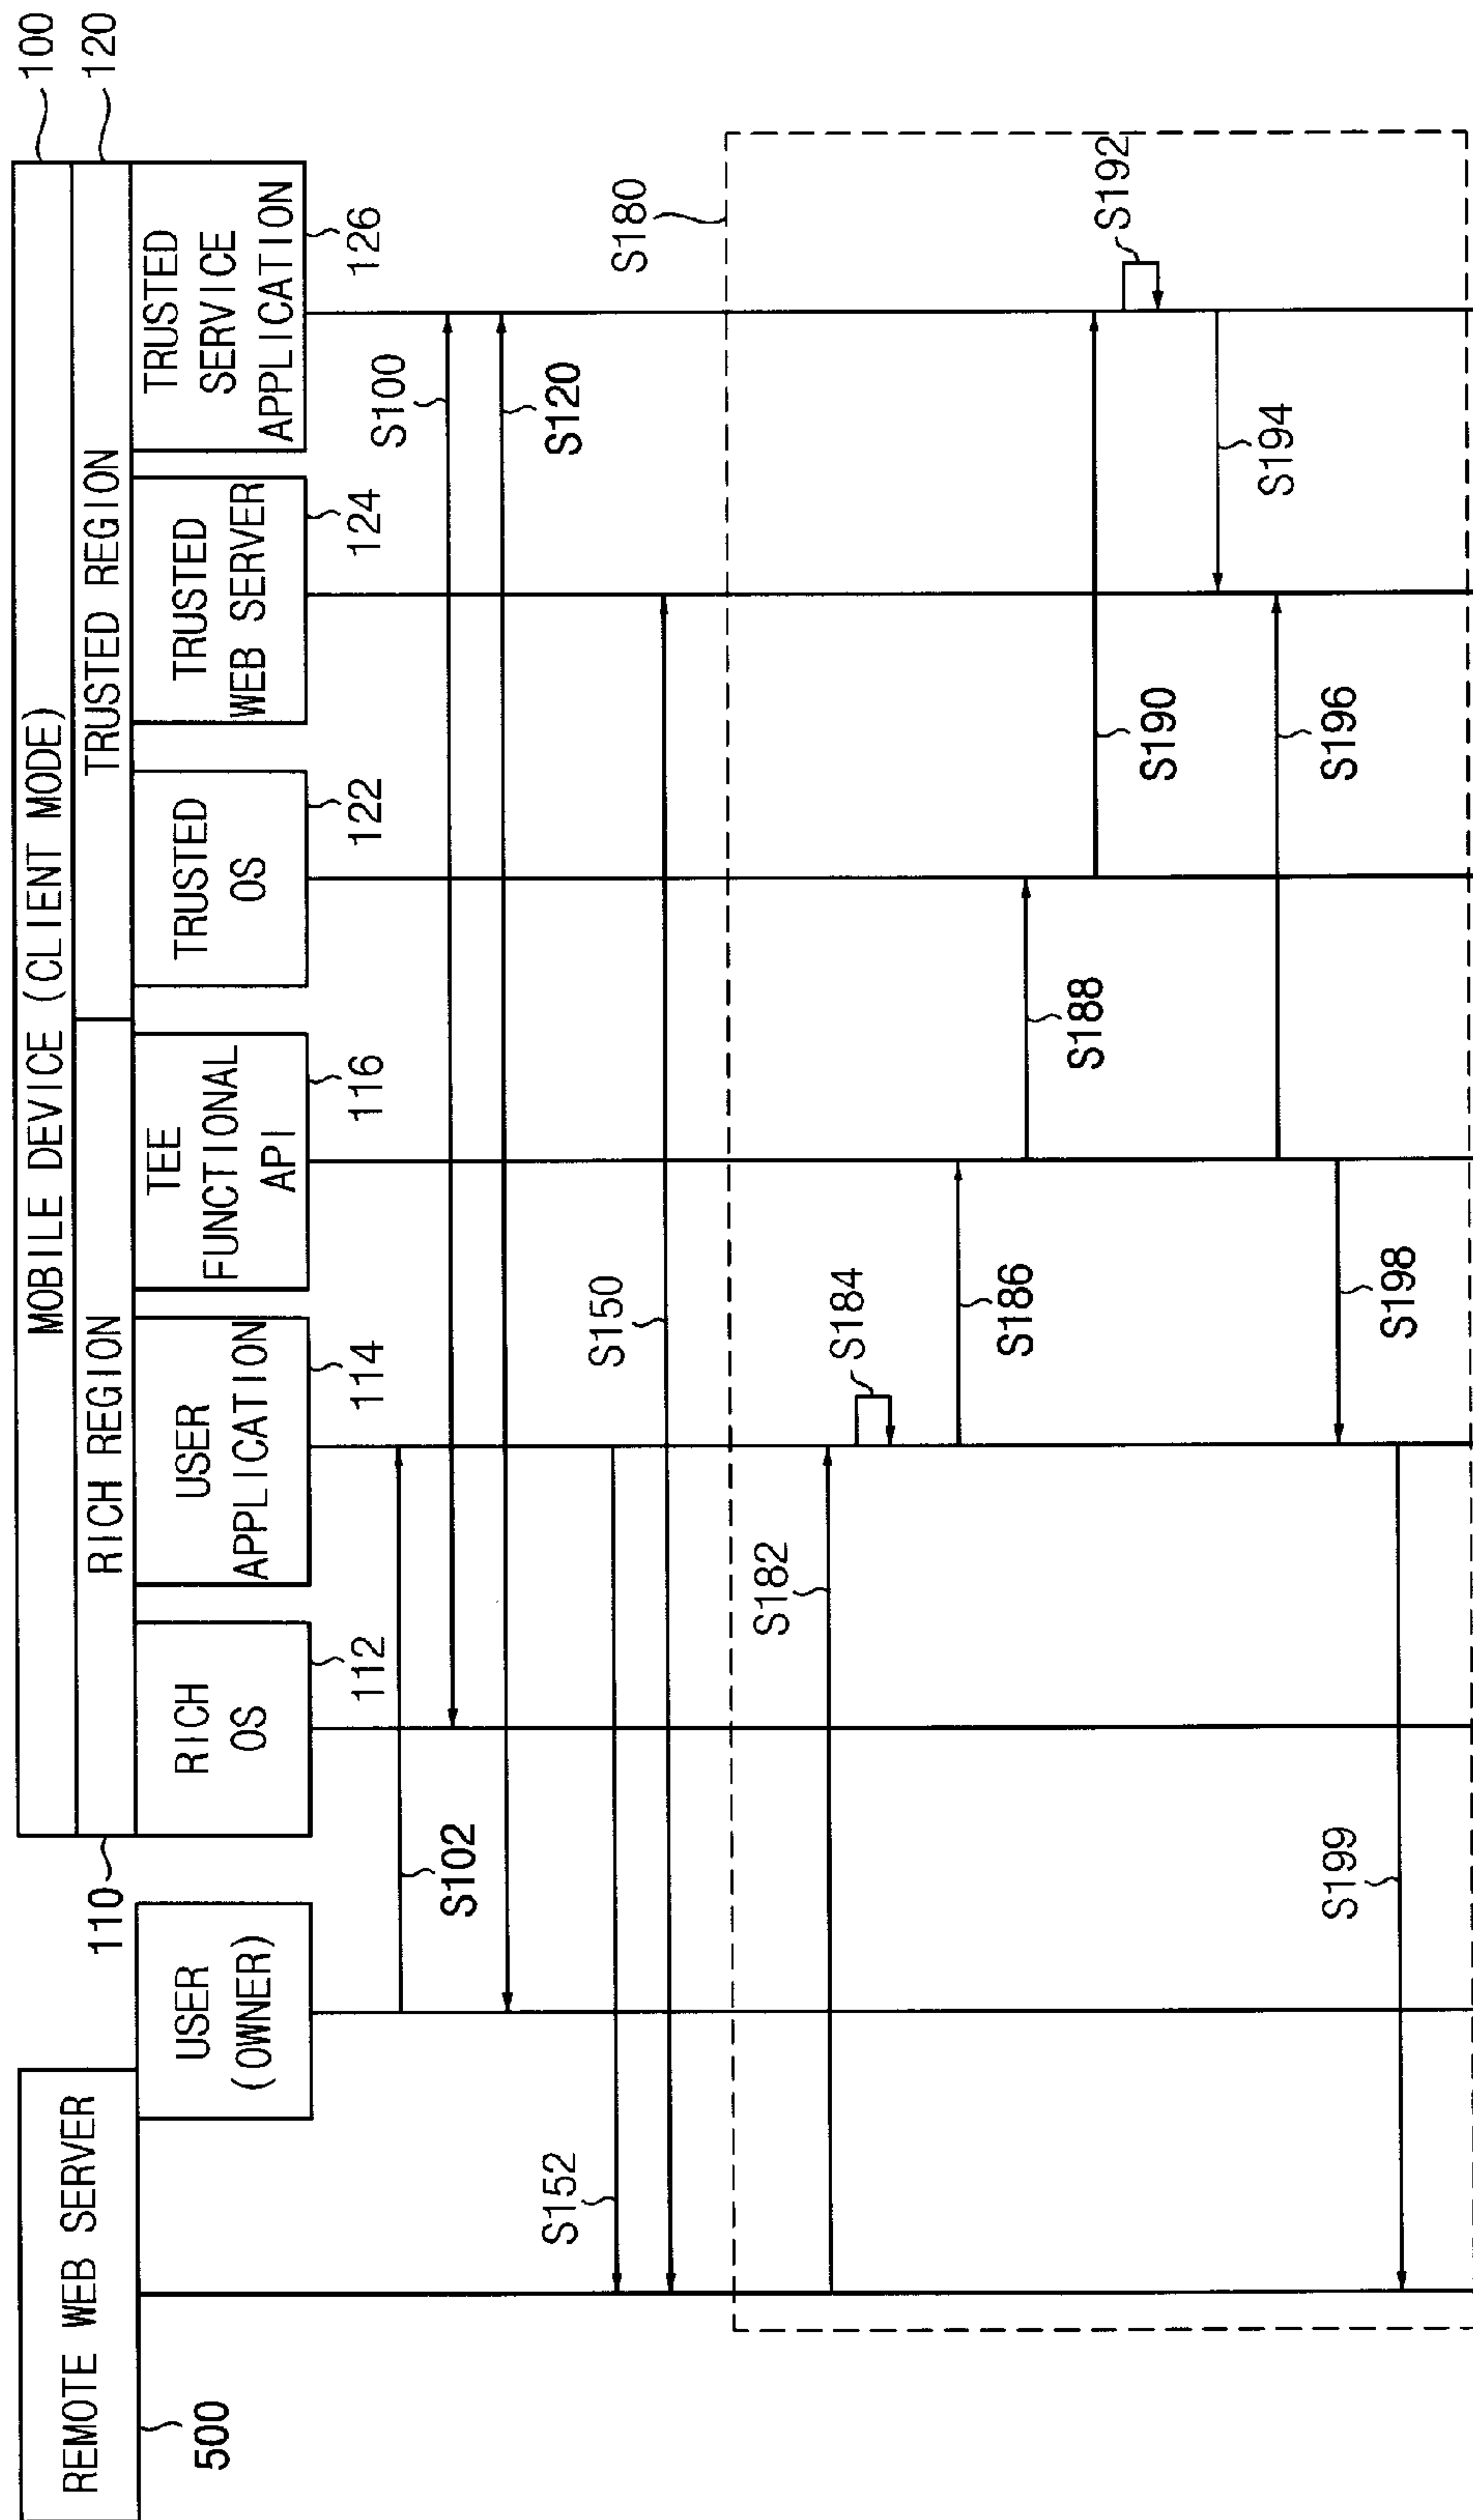 REMOTE WEB SERVER
500
USER
(OWNER)
MOBILE DEVICE (CLIENT MODE)
100
RICH REGION
110
TRUSTED REGION
120
RICH
OS
112
USER
APPLICATION
114
TEE
FUNCTIONAL
API
116
TRUSTED
OS
122
TRUSTED
WEB SERVER
124
TRUSTED
SERVICE
APPLICATION
126
S102
S100
S120
S152
S150
S180
S182
S184
S186
S188
S190
S192
S194
S196
S198
S199